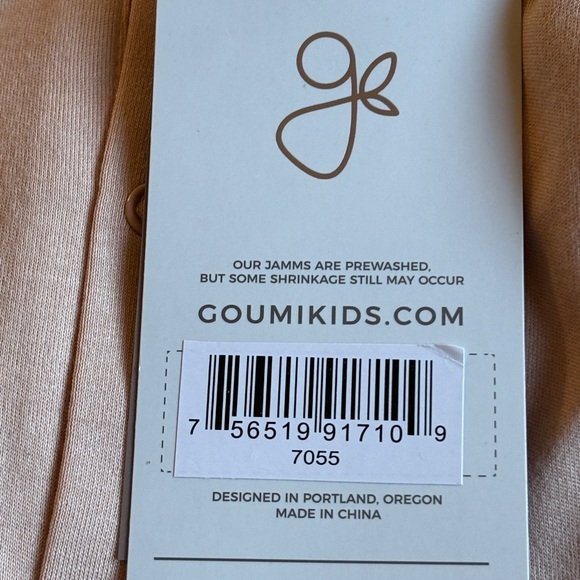 g
OUR JAMMS ARE PREWASHED,
BUT SOME SHRINKAGE STILL MAY OCCUR
GOUMIKIDS.COM
7 56519 91710 9
7055
DESIGNED IN PORTLAND, OREGON
MADE IN CHINA